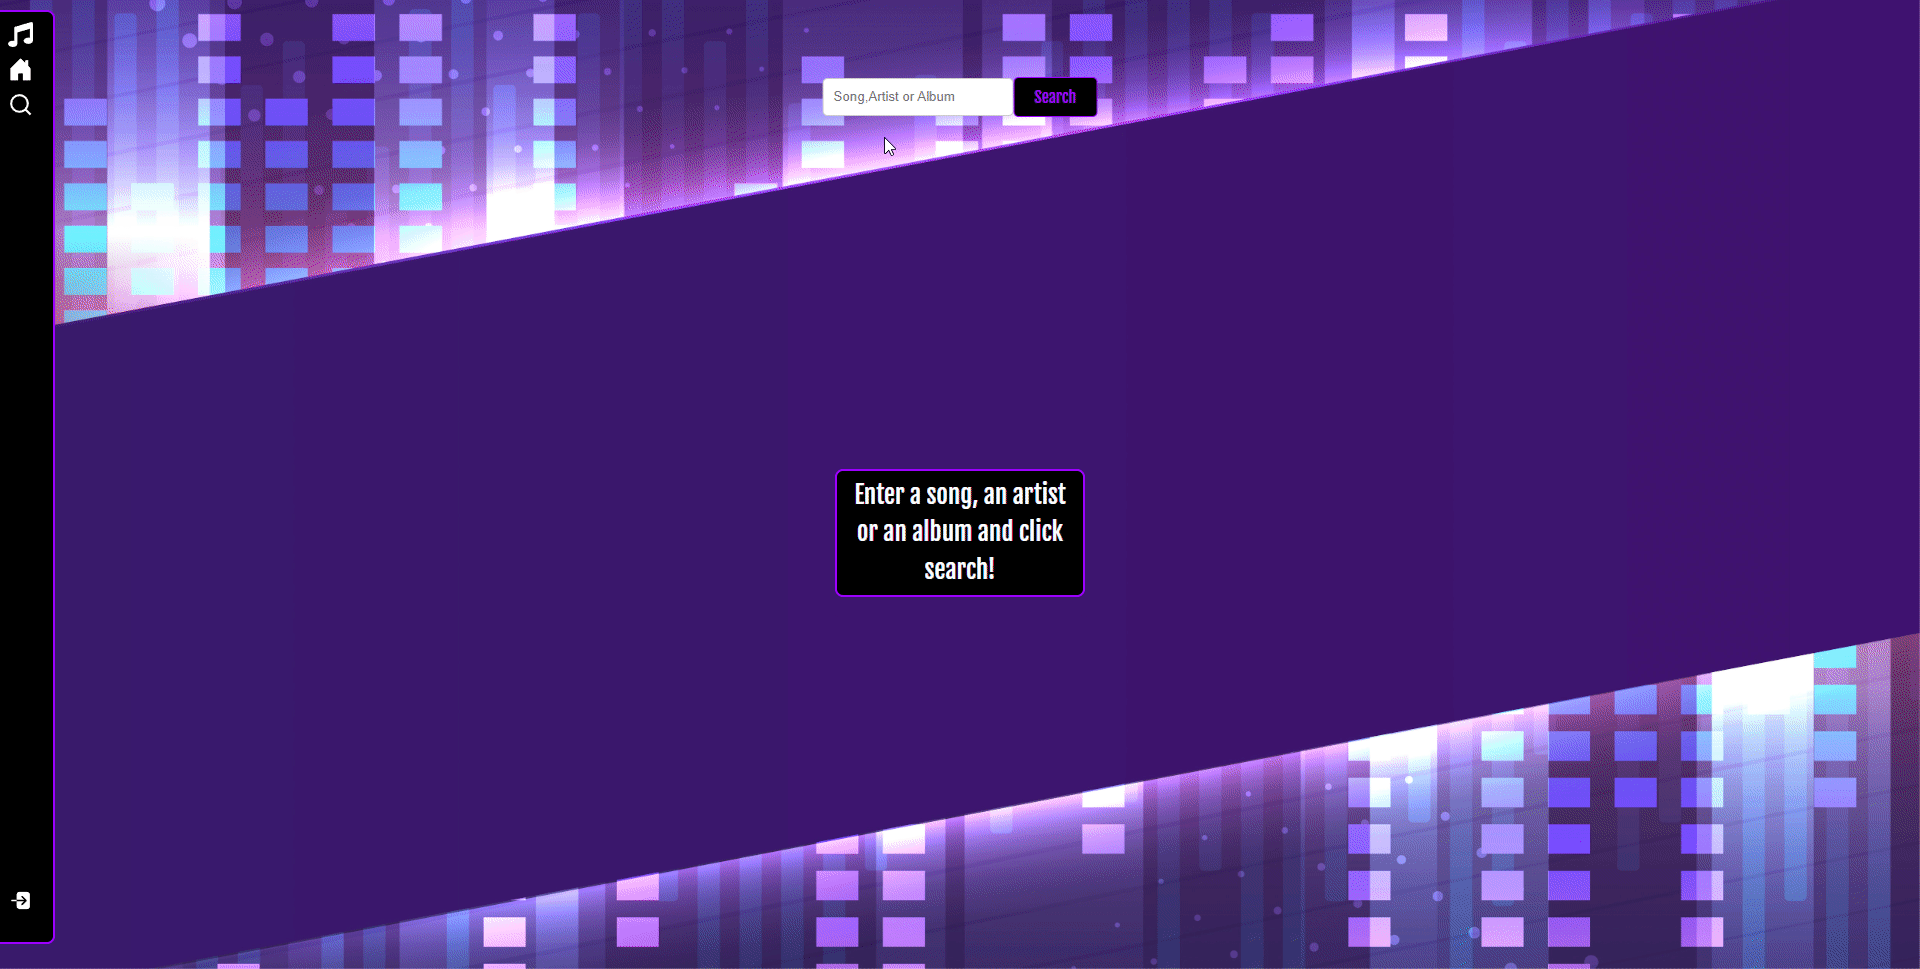 Song,Artist or Album
Search
Enter a song, an artist
or an album and click
search!